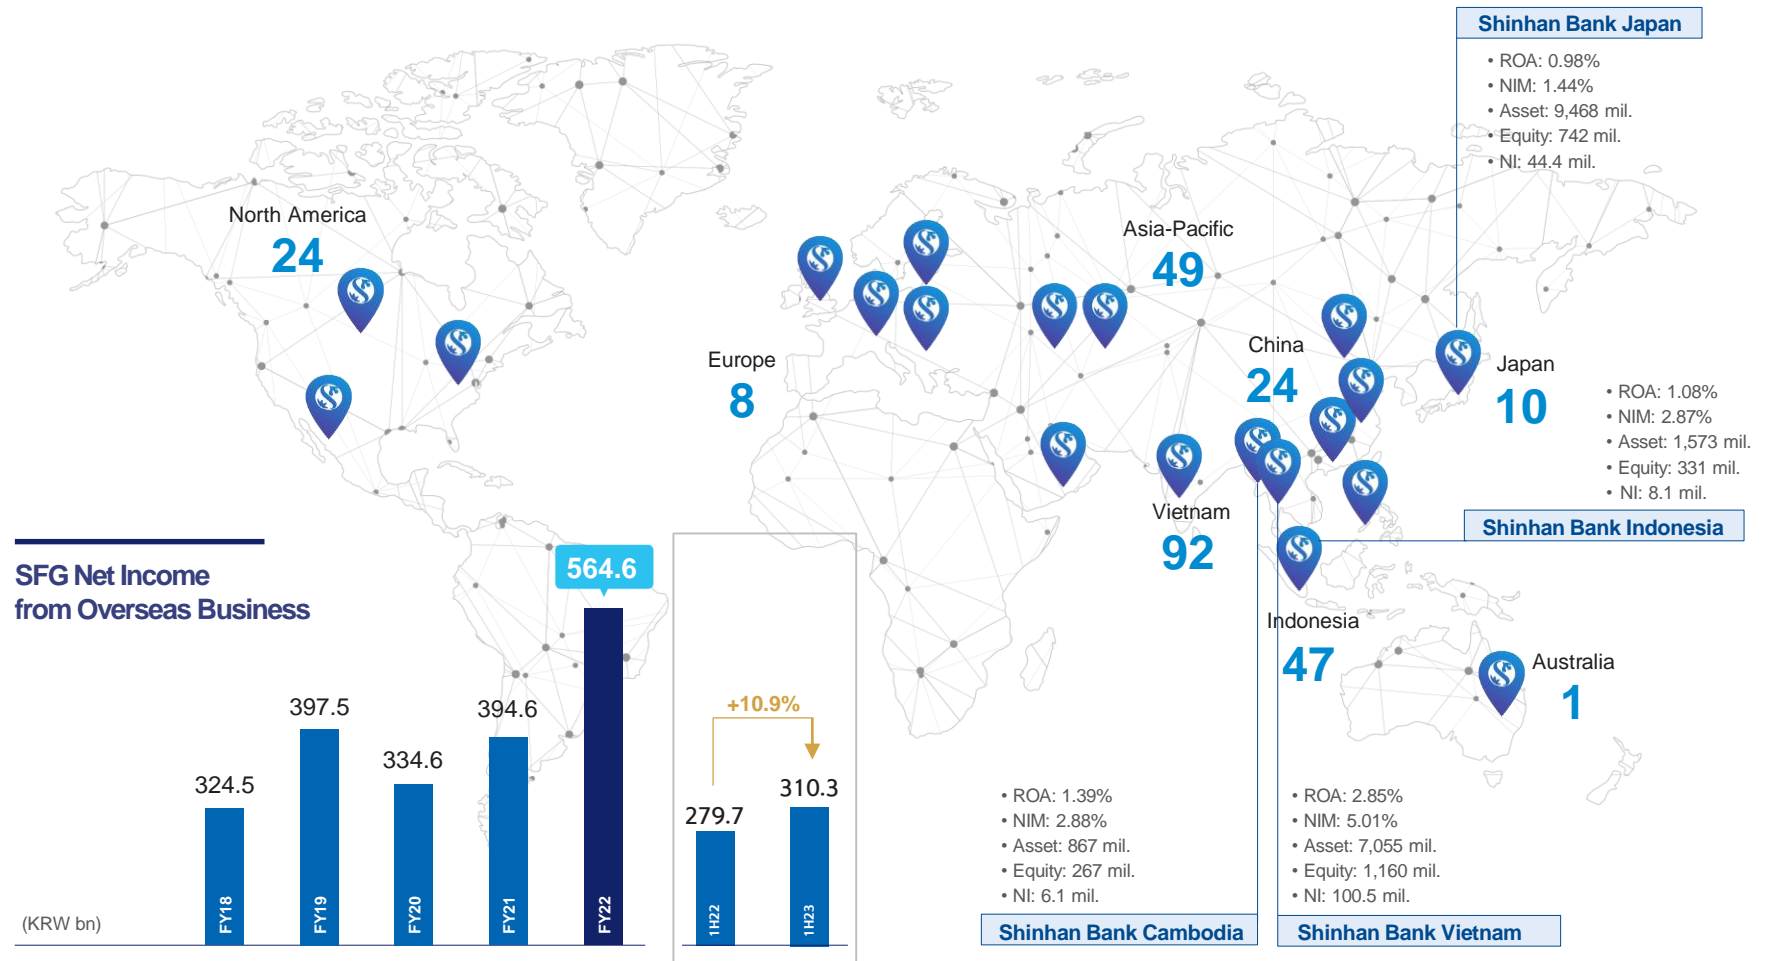 Shinhan Bank Japan
• ROA: 0.98%
• NIM: 1.44%
• Asset: 9,468 mil.
• Equity: 742 mil.
• NI: 44.4 mil.
North America
24
Asia-Pacific
49
Europe
8
China
24
Japan
10
• ROA: 1.08%
• NIM: 2.87%
• Asset: 1,573 mil.
• Equity: 331 mil.
• NI: 8.1 mil.
Shinhan Bank Indonesia
Vietnam
92
Indonesia
47
Australia
1
SFG Net Income
from Overseas Business
324.5
397.5
334.6
394.6
564.6
+10.9%
279.7
310.3
(KRW bn)
FY18
FY19
FY20
FY21
FY22
1H22
1H23
• ROA: 1.39%
• NIM: 2.88%
• Asset: 867 mil.
• Equity: 267 mil.
• NI: 6.1 mil.
Shinhan Bank Cambodia
• ROA: 2.85%
• NIM: 5.01%
• Asset: 7,055 mil.
• Equity: 1,160 mil.
• NI: 100.5 mil.
Shinhan Bank Vietnam